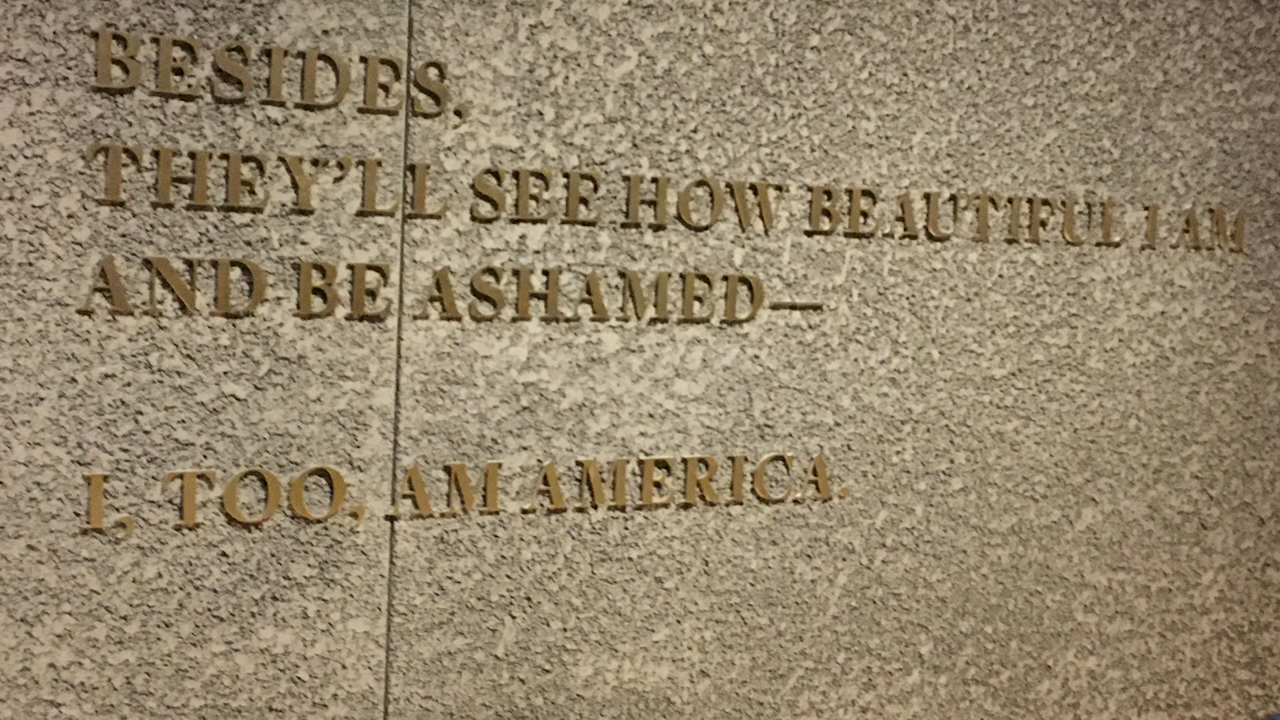 BESIDES,
THEY’LL SEE HOW BEAUTIFUL I AM
AND BE ASHAMED—
I, TOO, AM AMERICA.